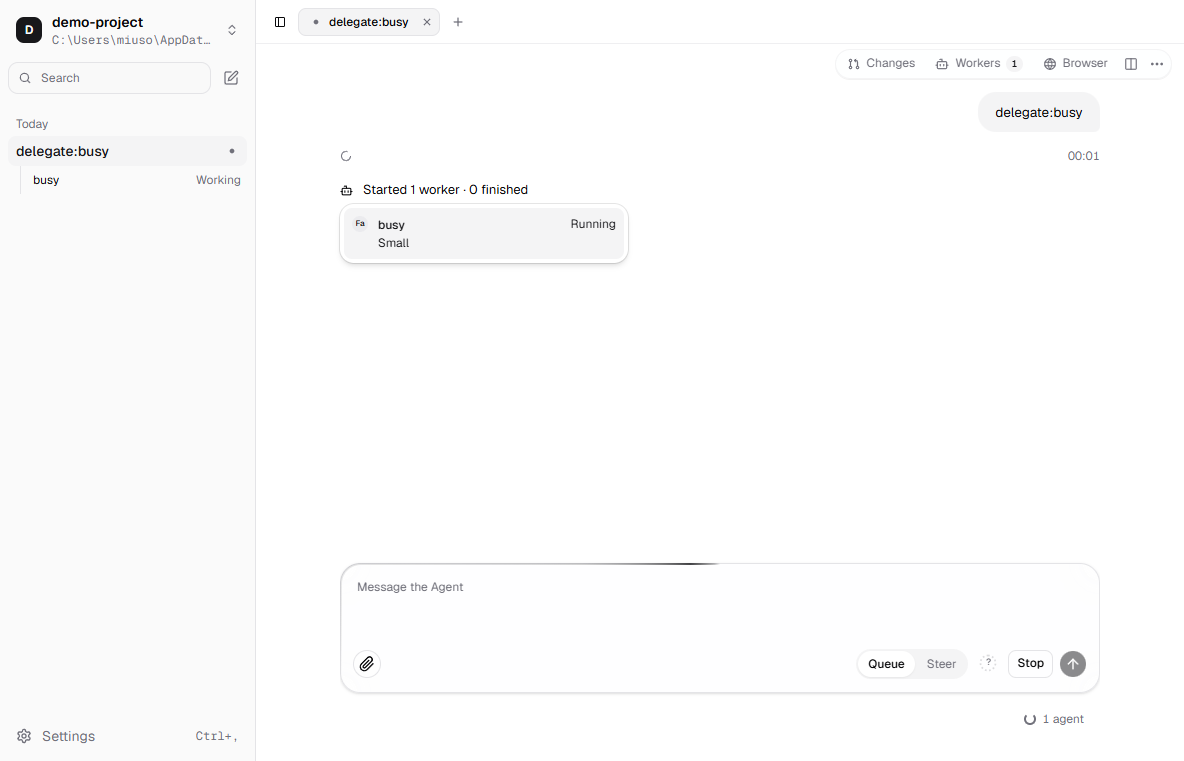 D
demo-project
C:\Users\miuso\AppDat…
Search
Today
delegate:busy
busy Working
Settings Ctrl+,
delegate:busy
Changes
Workers 1
Browser
delegate:busy
00:01
Started 1 worker · 0 finished
Fa busy Running
Small
Message the Agent
Queue Steer ? Stop
1 agent